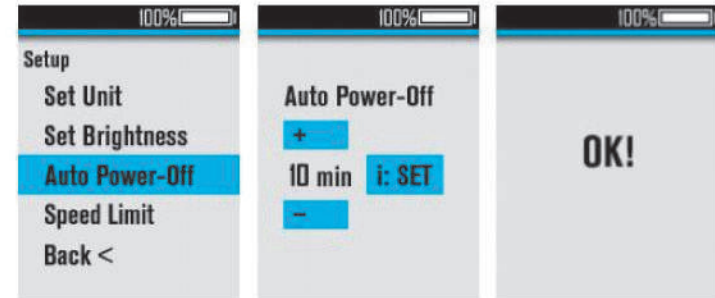 100%
Setup
Set Unit
Set Brightness
Auto Power-Off
Speed Limit
Back <
100%
Auto Power-Off
+
10 min i: SET
-
100%
OK!